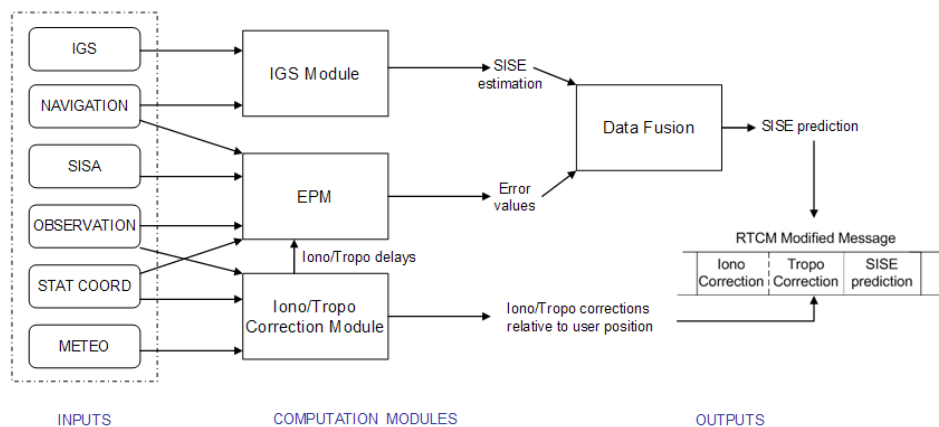 IGS
NAVIGATION
SISA
OBSERVATION
STAT COORD
METEO
IGS Module
EPM
Iono/Tropo delays
Iono/Tropo
Correction Module
SISE
estimation
Error
values
Iono/Tropo corrections
relative to user position
Data Fusion
SISE prediction
RTCM Modified Message
Iono
Correction
Tropo
Correction
SISE
prediction
INPUTS
COMPUTATION MODULES
OUTPUTS